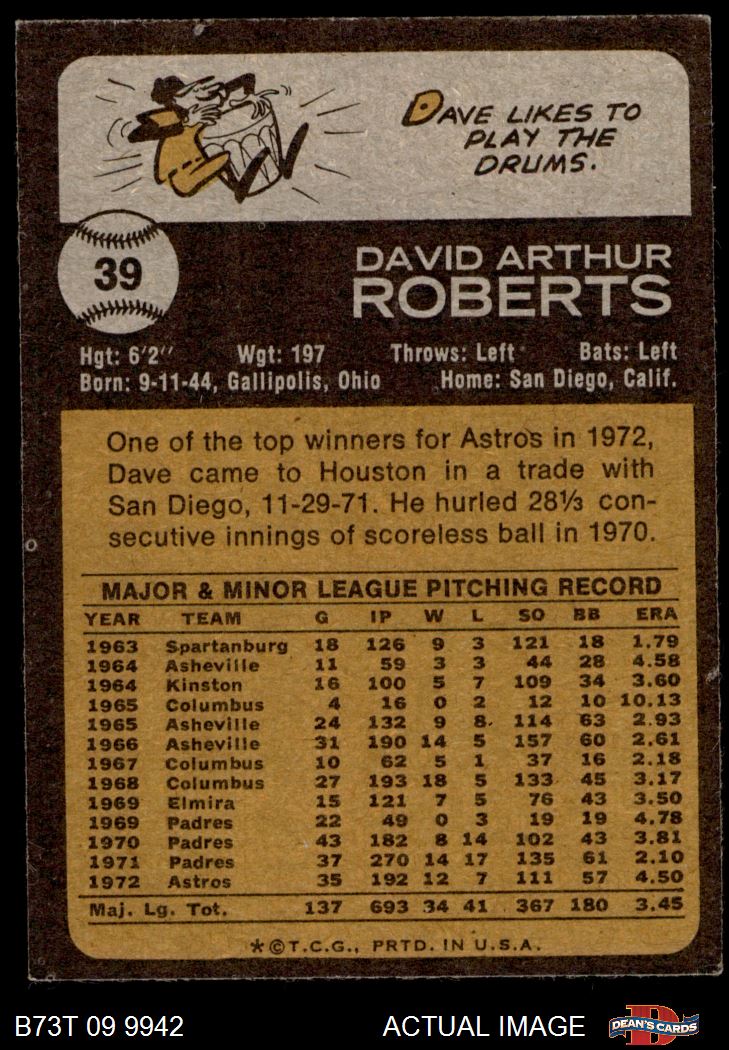 DAVE LIKES TO
PLAY THE
DRUMS.
39
DAVID ARTHUR
ROBERTS
Hgt: 6'2" Wgt: 197 Throws: Left Bats: Left
Born: 9-11-44, Gallipolis, Ohio Home: San Diego, Calif.
One of the top winners for Astros in 1972,
Dave came to Houston in a trade with
San Diego, 11-29-71. He hurled 28⅓ con-
secutive innings of scoreless ball in 1970.
MAJOR & MINOR LEAGUE PITCHING RECORD
YEAR TEAM G IP W L SO BB ERA
1963 Spartanburg 18 126 9 3 121 18 1.79
1964 Asheville 11 59 3 3 44 28 4.58
1964 Kinston 16 100 5 7 109 34 3.60
1965 Columbus 4 16 0 2 12 10 10.13
1965 Asheville 24 132 9 8 114 63 2.93
1966 Asheville 31 190 14 5 157 60 2.61
1967 Columbus 10 62 5 1 37 16 2.18
1968 Columbus 27 193 18 5 133 45 3.17
1969 Elmira 15 121 7 5 76 43 3.50
1969 Padres 22 49 0 3 19 19 4.78
1970 Padres 43 182 8 14 102 43 3.81
1971 Padres 37 270 14 17 135 61 2.10
1972 Astros 35 192 12 7 111 57 4.50
Maj. Lg. Tot. 137 693 34 41 367 180 3.45
*©T.C.G., PRTD. IN U.S.A.
B73T 09 9942 ACTUAL IMAGE DEAN'S CARDS